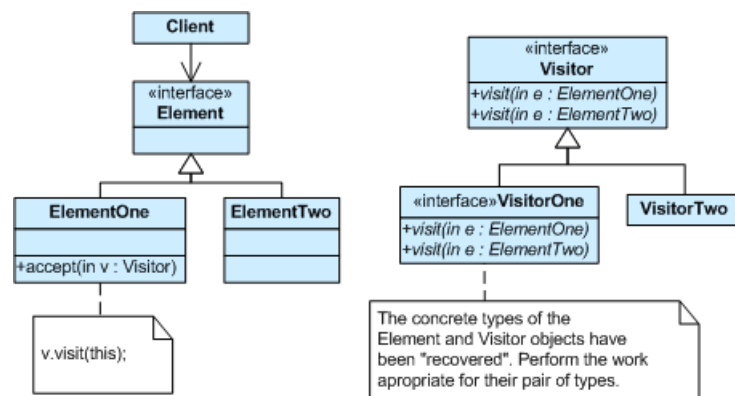 Client
«interface»
Element
ElementOne
+accept(in v : Visitor)
ElementTwo
v.visit(this);
«interface»
Visitor
+visit(in e : ElementOne)
+visit(in e : ElementTwo)
«interface»VisitorOne
+visit(in e : ElementOne)
+visit(in e : ElementTwo)
VisitorTwo
The concrete types of the
Element and Visitor objects have
been "recovered". Perform the work
apropriate for their pair of types.